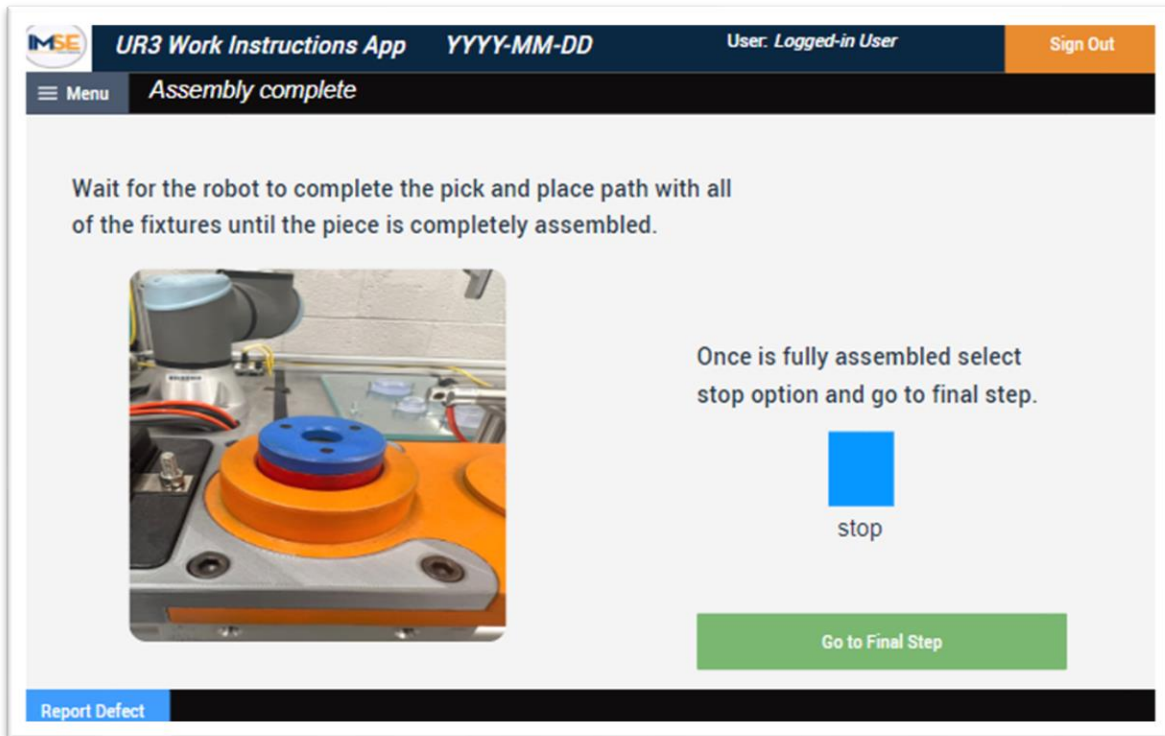 IMSE
UR3 Work Instructions App YYYY-MM-DD User: Logged-in User Sign Out
Menu Assembly complete
Wait for the robot to complete the pick and place path with all
of the fixtures until the piece is completely assembled.
Once is fully assembled select
stop option and go to final step.
stop
Go to Final Step
Report Defect